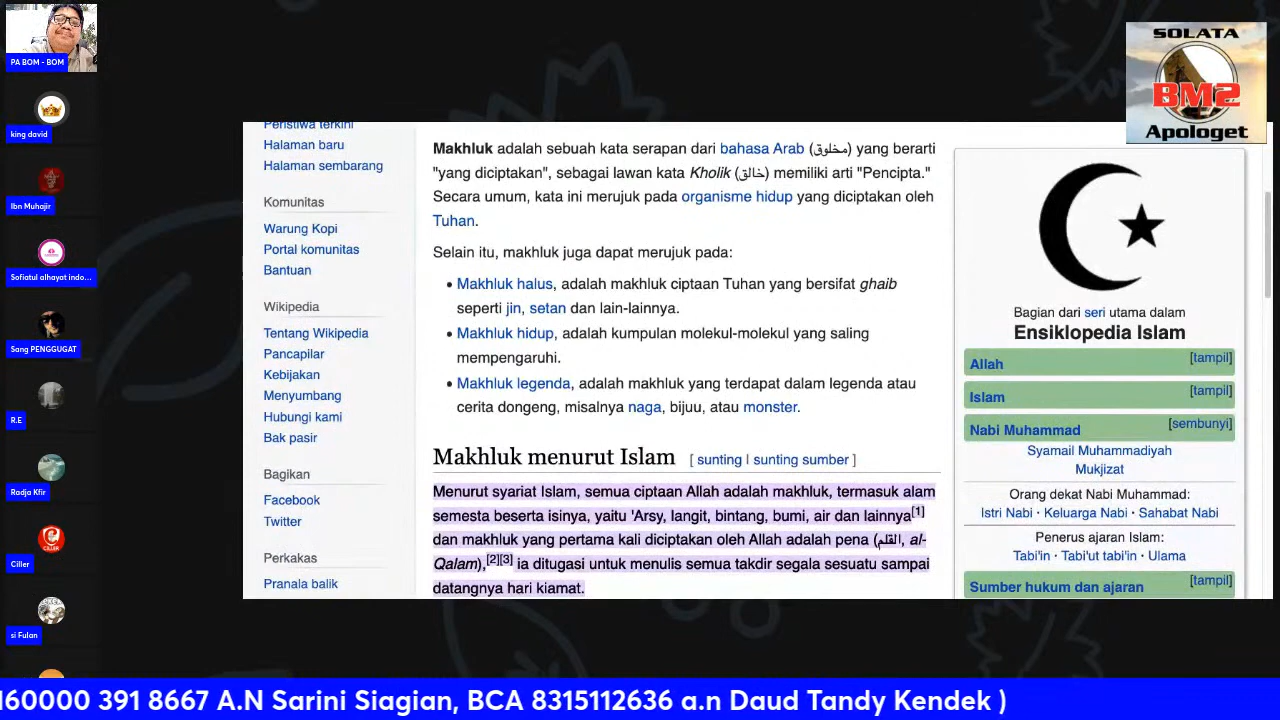 PA BOM - BOM
king david
Ibn Muhajir
Sofiatul alhayat indo...
Sang PENGGUGAT
R.E
Radja Kfir
Ciller
si Fulan
SOLATA
BM2
Apologet
Peristiwa terkini
Halaman baru
Halaman sembarang
Komunitas
Warung Kopi
Portal komunitas
Bantuan
Wikipedia
Tentang Wikipedia
Pancapilar
Kebijakan
Menyumbang
Hubungi kami
Bak pasir
Bagikan
Facebook
Twitter
Perkakas
Pranala balik
Makhluk adalah sebuah kata serapan dari bahasa Arab (مخلوق) yang berarti
"yang diciptakan", sebagai lawan kata Kholik (خالق) memiliki arti "Pencipta."
Secara umum, kata ini merujuk pada organisme hidup yang diciptakan oleh
Tuhan.
Selain itu, makhluk juga dapat merujuk pada:
• Makhluk halus, adalah makhluk ciptaan Tuhan yang bersifat ghaib
seperti jin, setan dan lain-lainnya.
• Makhluk hidup, adalah kumpulan molekul-molekul yang saling
mempengaruhi.
• Makhluk legenda, adalah makhluk yang terdapat dalam legenda atau
cerita dongeng, misalnya naga, bijuu, atau monster.
Makhluk menurut Islam [ sunting | sunting sumber ]
Menurut syariat Islam, semua ciptaan Allah adalah makhluk, termasuk alam
semesta beserta isinya, yaitu 'Arsy, langit, bintang, bumi, air dan lainnya[1]
dan makhluk yang pertama kali diciptakan oleh Allah adalah pena (القلم, al-
Qalam),[2][3] ia ditugasi untuk menulis semua takdir segala sesuatu sampai
datangnya hari kiamat.
Bagian dari seri utama dalam
Ensiklopedia Islam
Allah [tampil]
Islam [tampil]
Nabi Muhammad [sembunyi]
Syamail Muhammadiyah
Mukjizat
Orang dekat Nabi Muhammad:
Istri Nabi · Keluarga Nabi · Sahabat Nabi
Penerus ajaran Islam:
Tabi'in · Tabi'ut tabi'in · Ulama
Sumber hukum dan ajaran [tampil]
160000 391 8667 A.N Sarini Siagian, BCA 8315112636 a.n Daud Tandy Kendek )